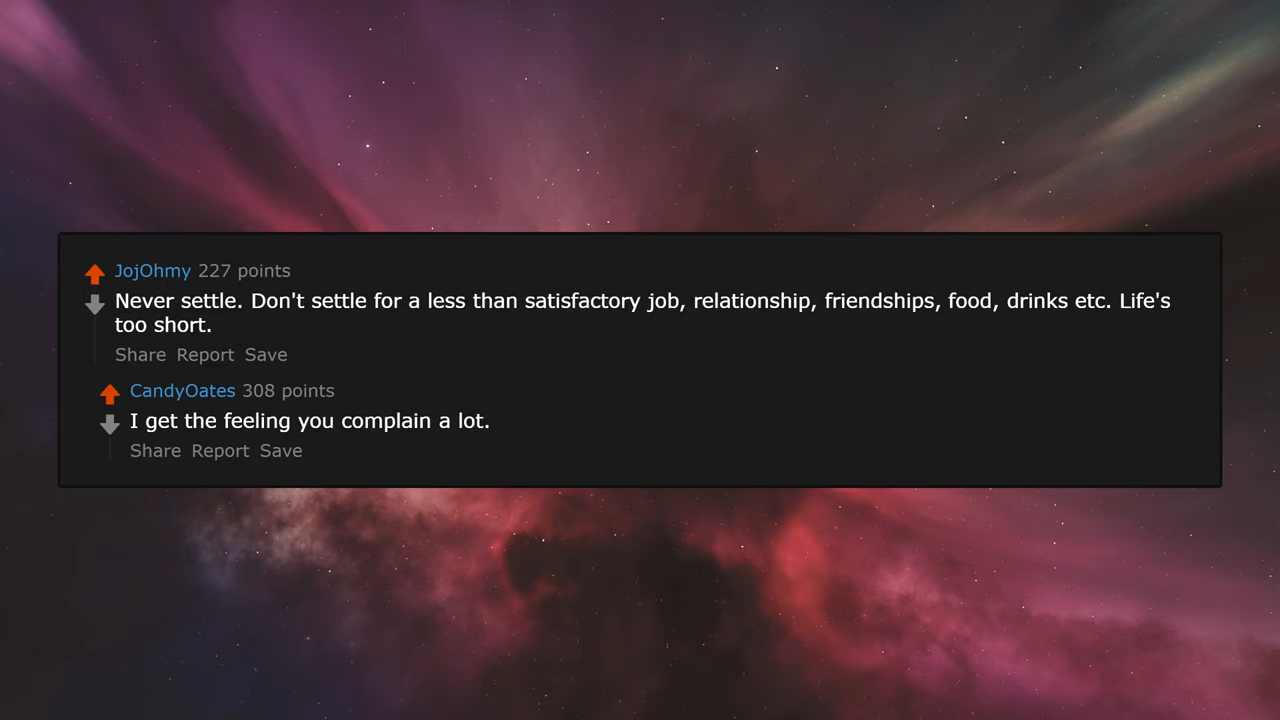 JojOhmy 227 points
Never settle. Don't settle for a less than satisfactory job, relationship, friendships, food, drinks etc. Life's
too short.
Share Report Save
CandyOates 308 points
I get the feeling you complain a lot.
Share Report Save